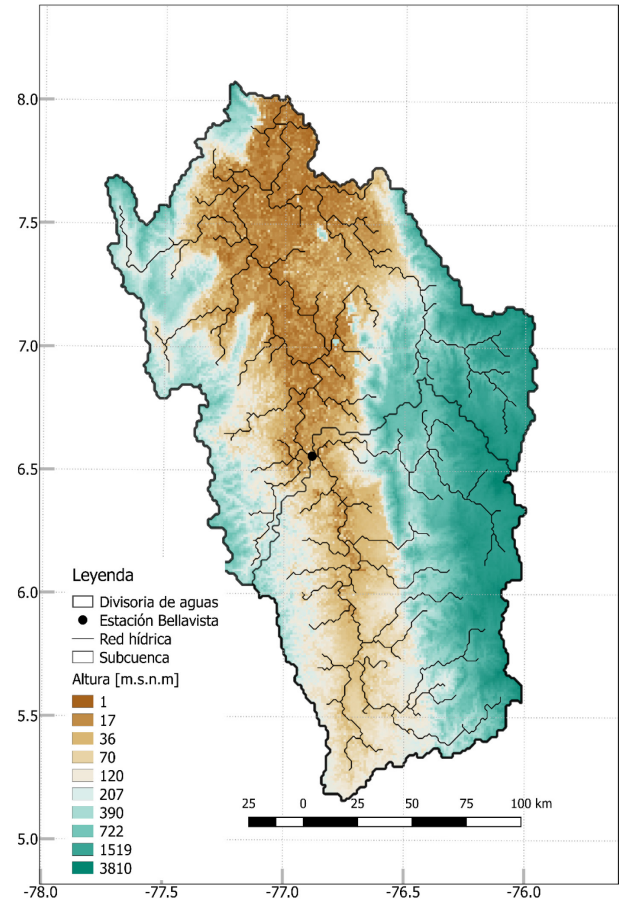 8.0
7.5
7.0
6.5
6.0
5.5
5.0
Leyenda
Divisoria de aguas
Estación Bellavista
Red hídrica
Subcuenca
Altura [m.s.n.m]
1
17
36
70
120
207
390
722
1519
3810
25 0 25 50 75 100 km
-78.0 -77.5 -77.0 -76.5 -76.0